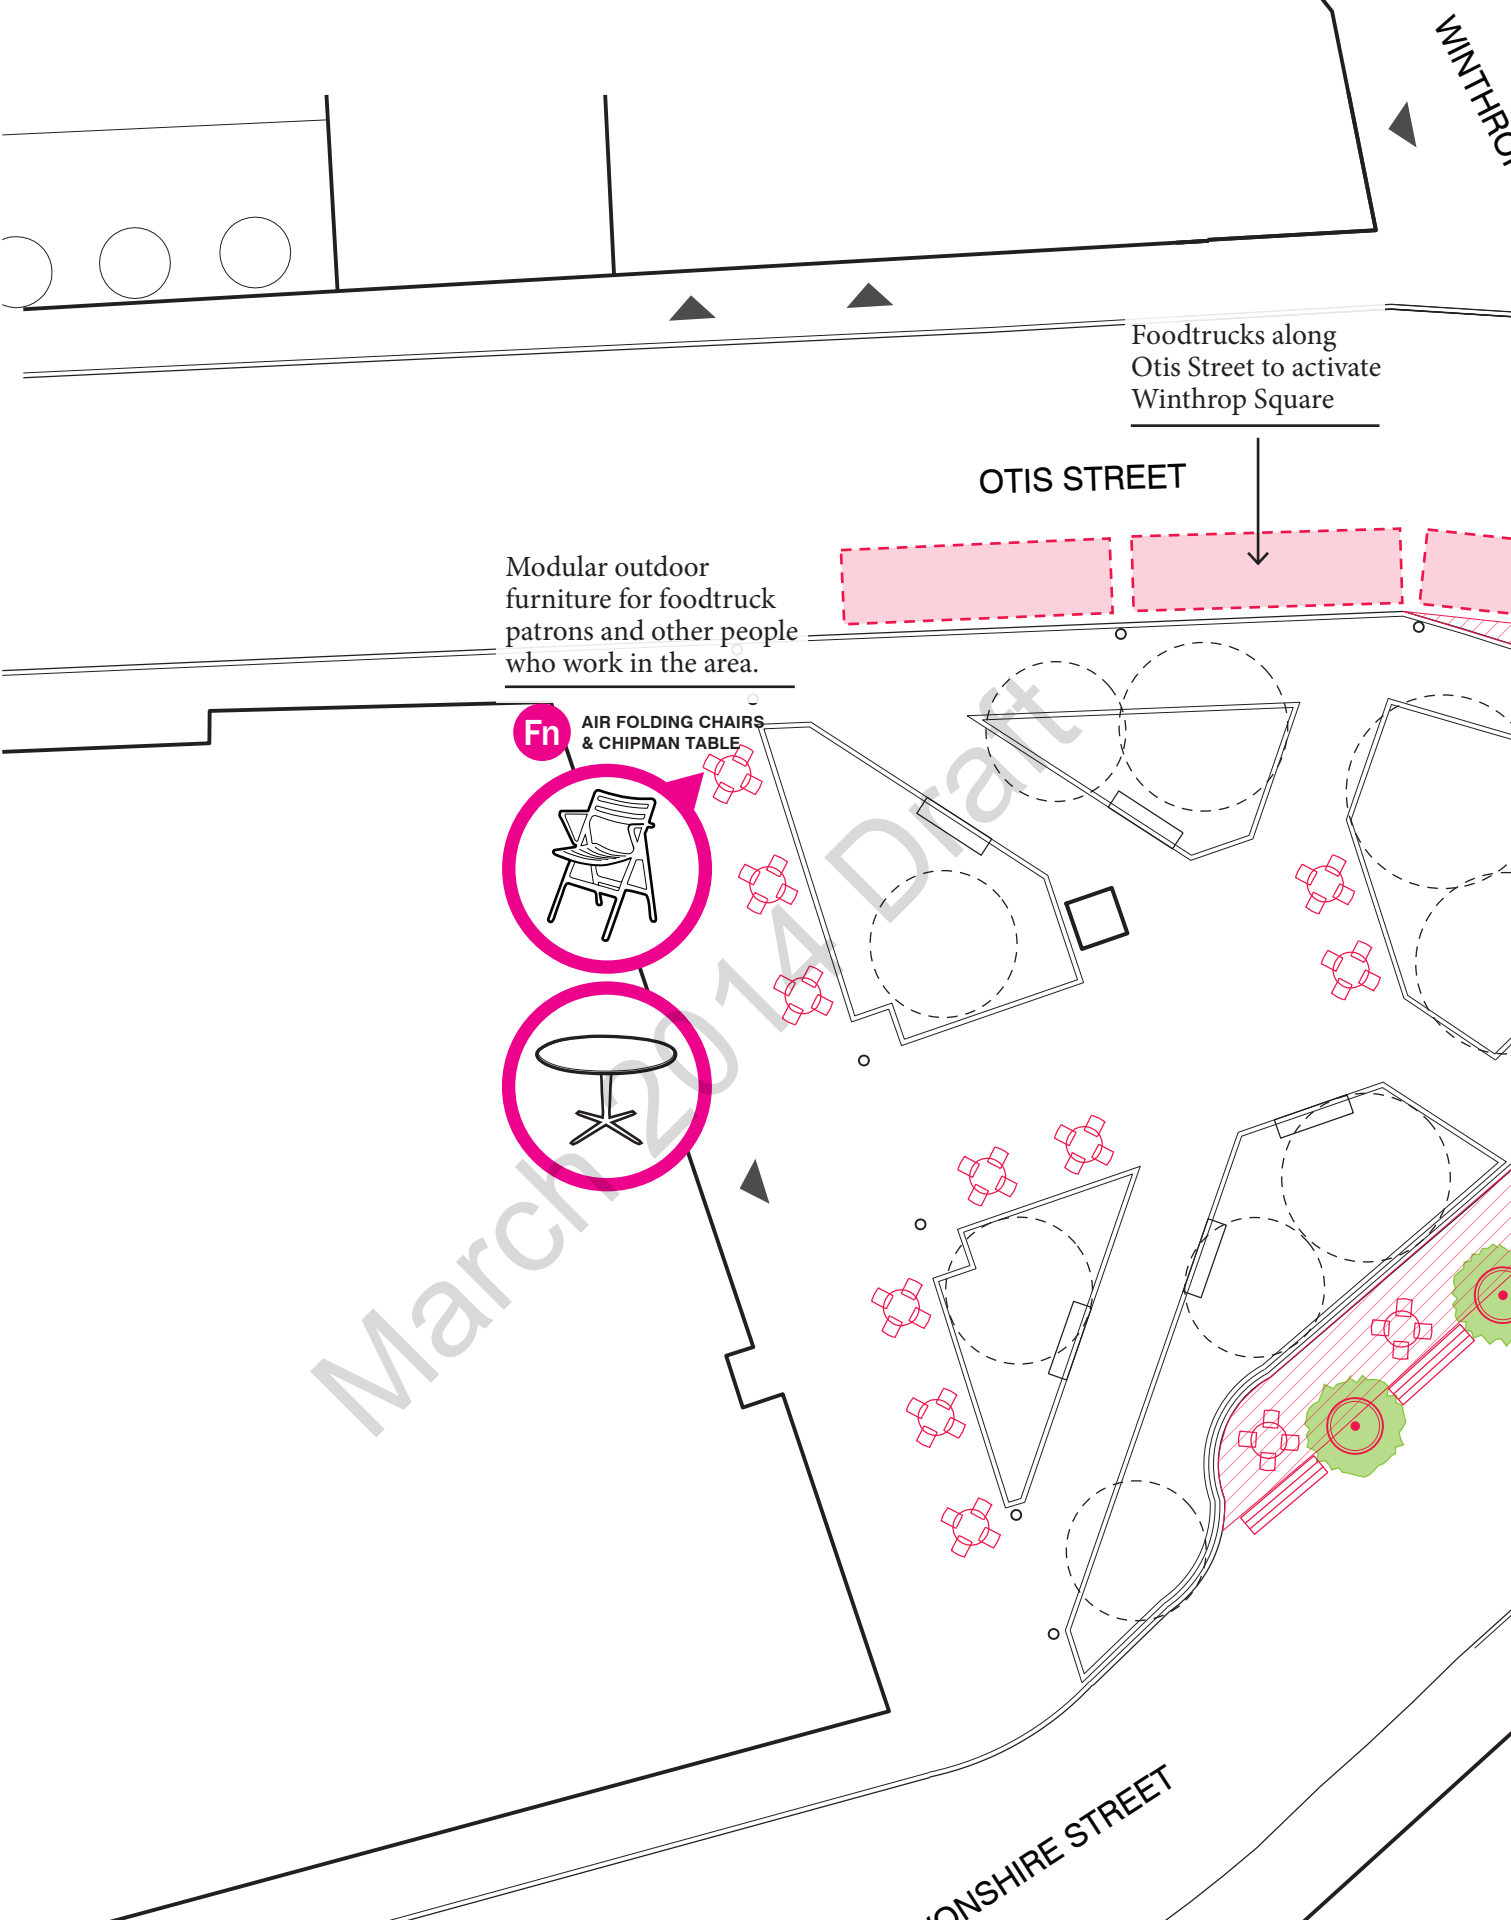 WINTHRO
Foodtrucks along
Otis Street to activate
Winthrop Square
OTIS STREET
Modular outdoor
furniture for foodtruck
patrons and other people
who work in the area.
Fn
AIR FOLDING CHAIRS
& CHIPMAN TABLE
March 2014 Draft
ONSHIRE STREET